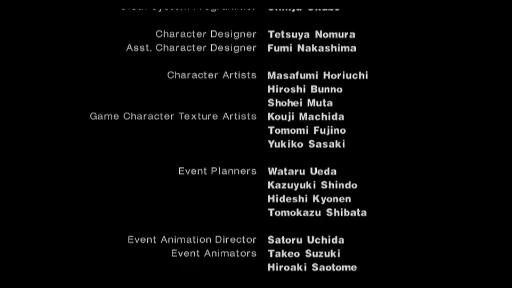 Character Designer Tetsuya Nomura
Asst. Character Designer Fumi Nakashima
Character Artists Masafumi Horiuchi
Hiroshi Bunno
Shohei Muta
Game Character Texture Artists Kouji Machida
Tomomi Fujino
Yukiko Sasaki
Event Planners Wataru Ueda
Kazuyuki Shindo
Hideshi Kyonen
Tomokazu Shibata
Event Animation Director Satoru Uchida
Event Animators Takeo Suzuki
Hiroaki Saotome